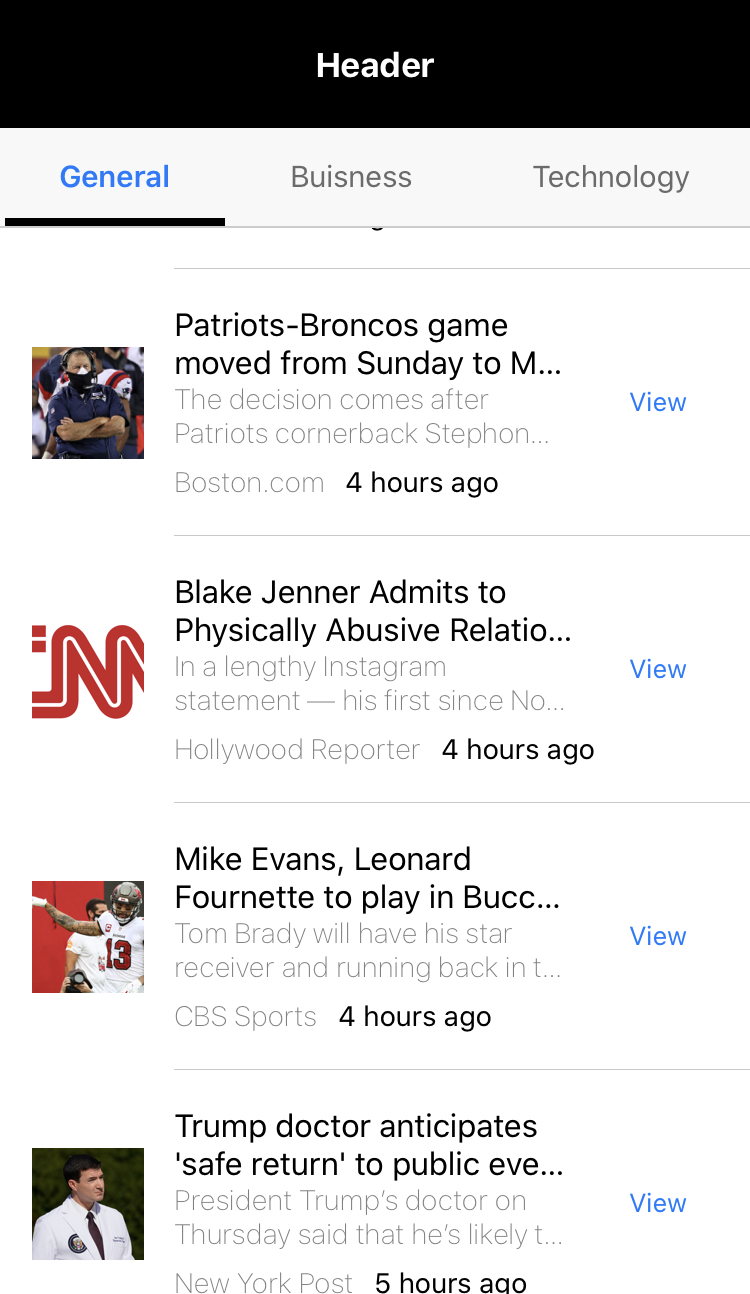 Header
General Buisness Technology
Patriots-Broncos game
moved from Sunday to M...
The decision comes after
Patriots cornerback Stephon...
View
Boston.com 4 hours ago
Blake Jenner Admits to
Physically Abusive Relatio...
In a lengthy Instagram
statement — his first since No...
View
Hollywood Reporter 4 hours ago
Mike Evans, Leonard
Fournette to play in Bucc...
Tom Brady will have his star
receiver and running back in t...
View
CBS Sports 4 hours ago
13
Trump doctor anticipates
'safe return' to public eve...
President Trump’s doctor on
Thursday said that he’s likely t...
View
New York Post 5 hours ago